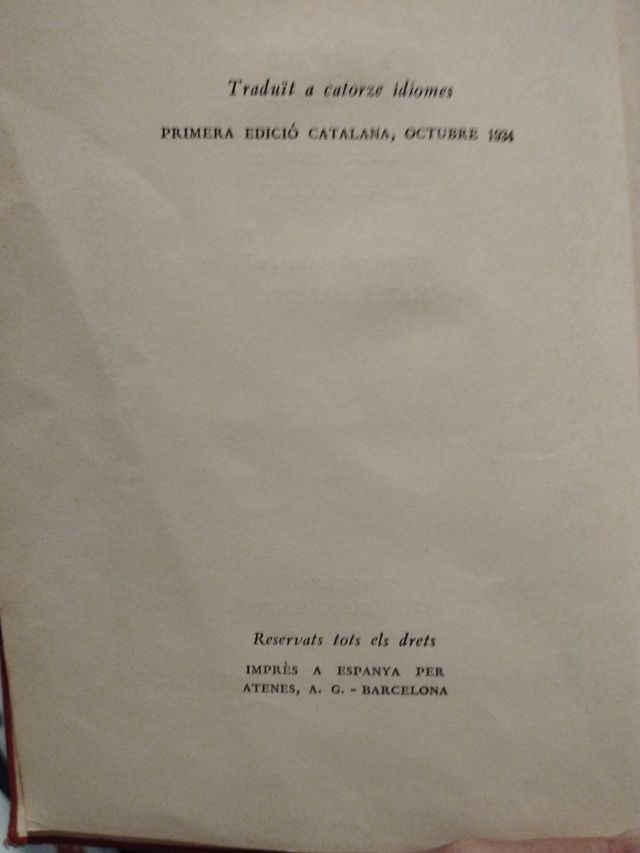 Traduït a catorze idiomes
PRIMERA EDICIÓ CATALANA, OCTUBRE 1934
Reservats tots els drets
IMPRÈS A ESPANYA PER
ATENES, A. G. - BARCELONA